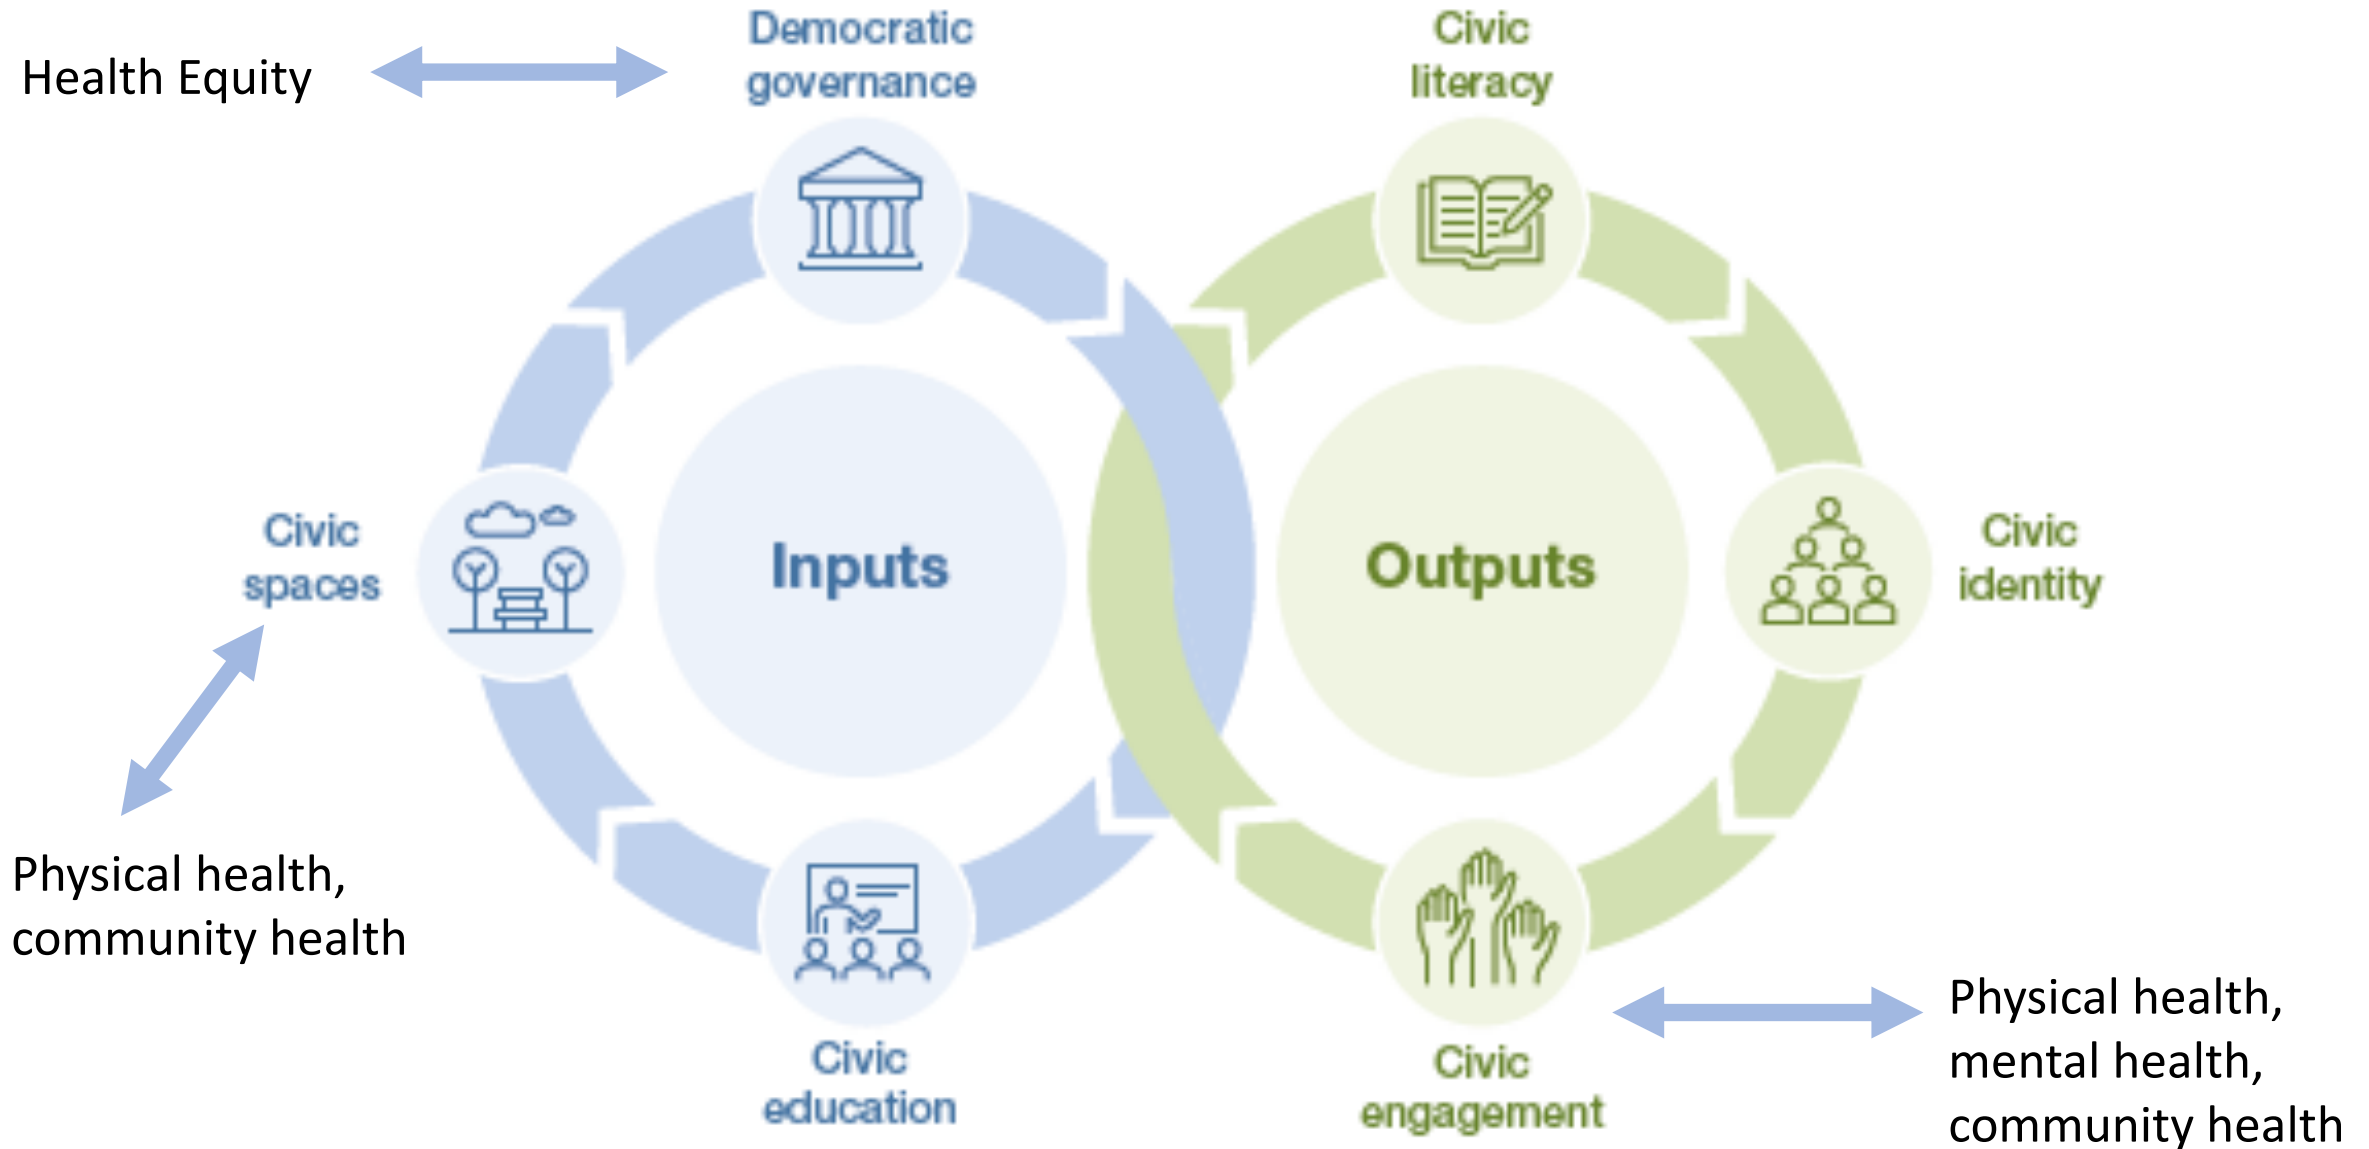 Health Equity
Democratic
governance
Civic
literacy
Civic
spaces
Inputs
Outputs
Civic
identity
Physical health,
community health
Civic
education
Civic
engagement
Physical health,
mental health,
community health